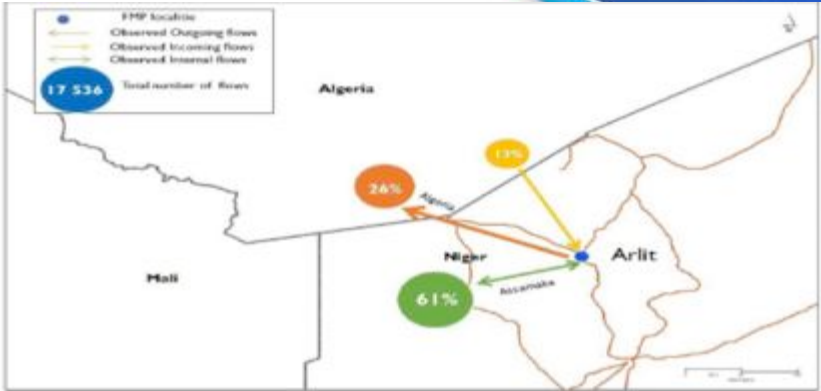 FMP localitie
Observed Outgoing flows
Observed Incoming flows
Observed Internal flows
17 536
Total number of flows
Algeria
13%
26%
Algeria
Niger
Arlit
Mali
Assamaka
61%